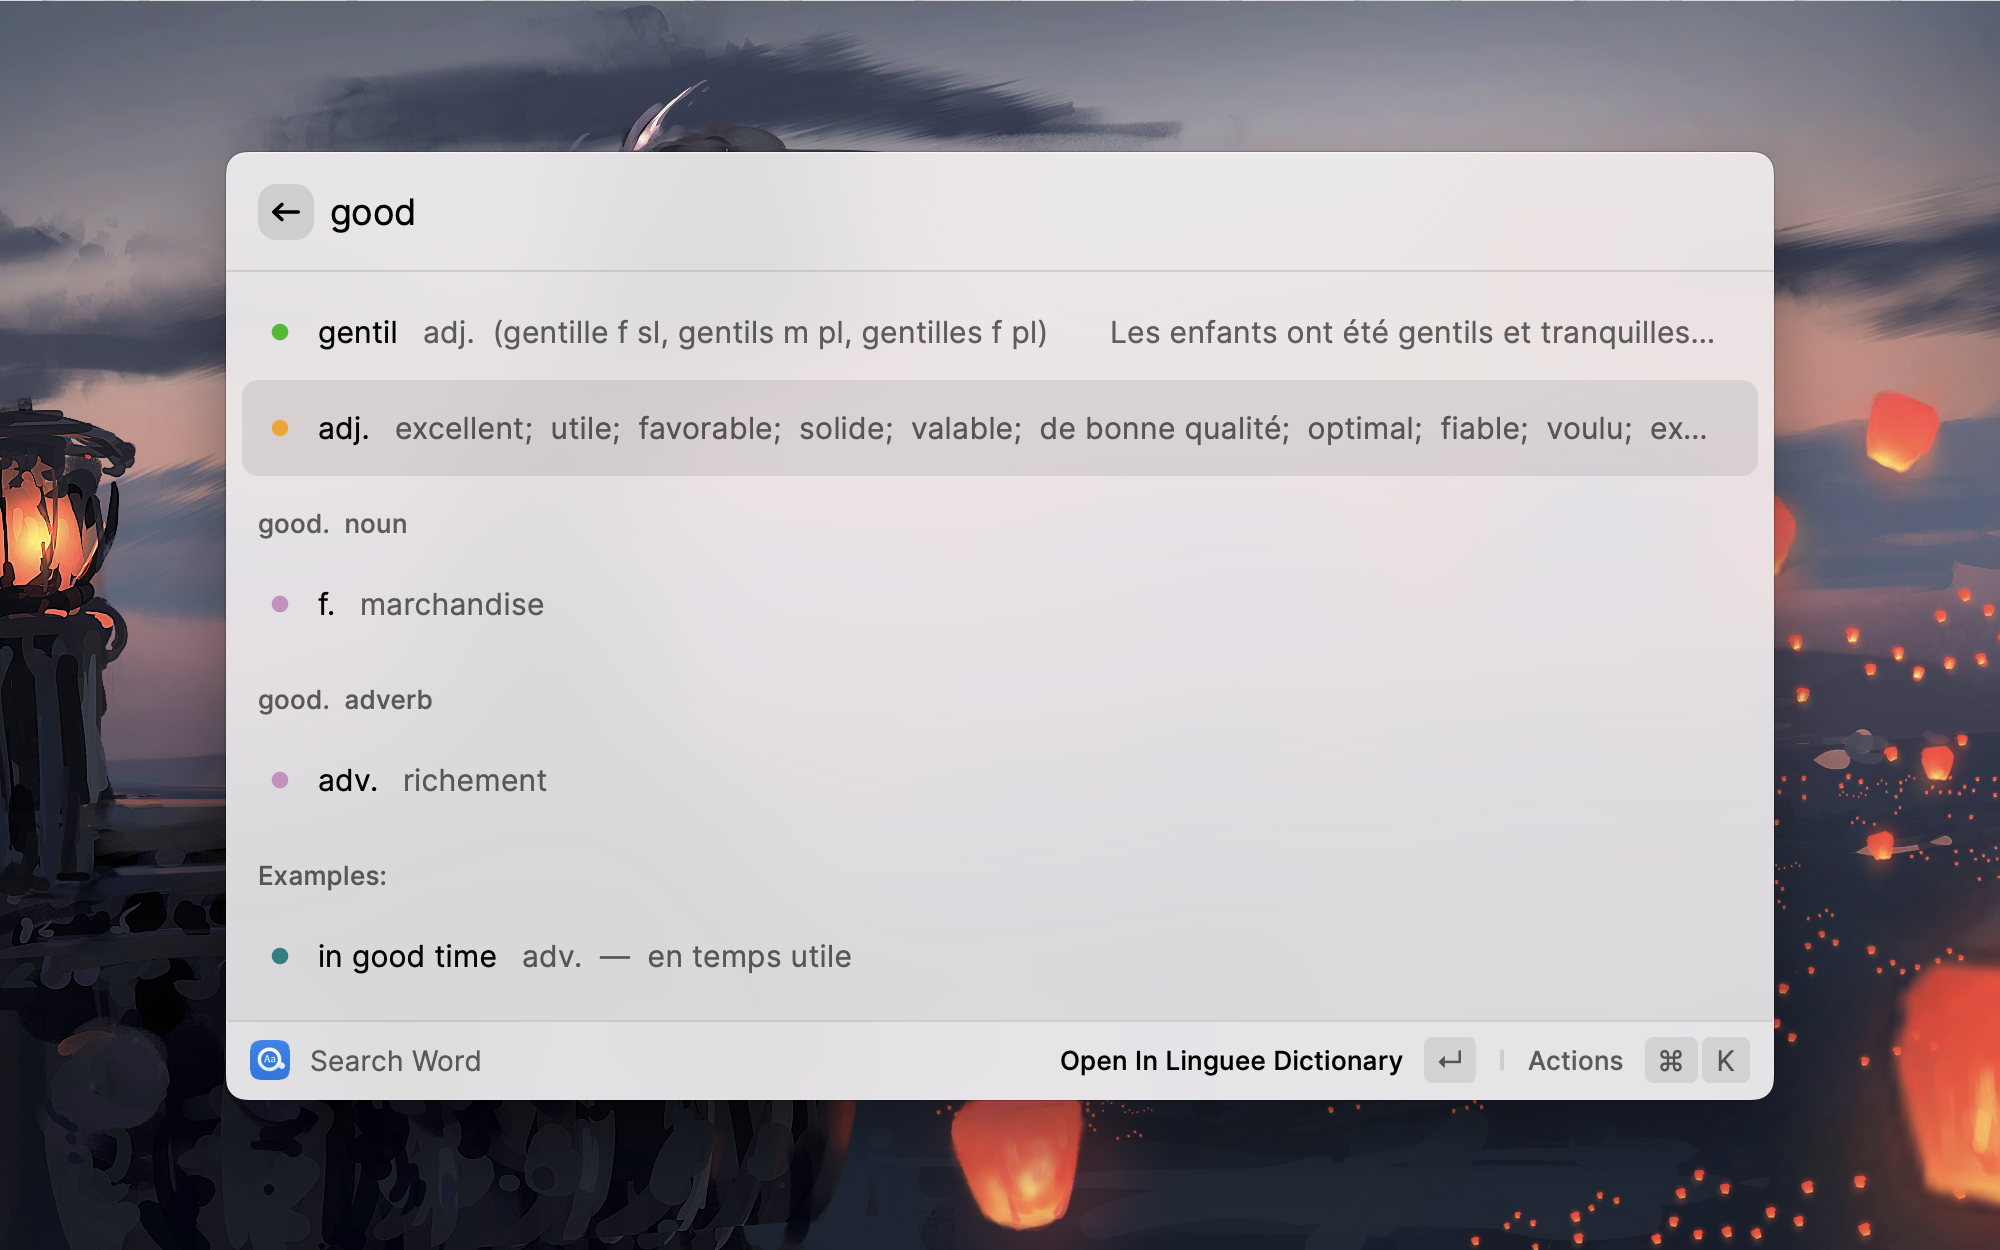 good
gentil adj. (gentille f sl, gentils m pl, gentilles f pl) Les enfants ont été gentils et tranquilles...
adj. excellent; utile; favorable; solide; valable; de bonne qualité; optimal; fiable; voulu; ex...
good. noun
f. marchandise
good. adverb
adv. richement
Examples:
in good time adv. — en temps utile
Aa Search Word Open In Linguee Dictionary ↵ Actions ⌘ K